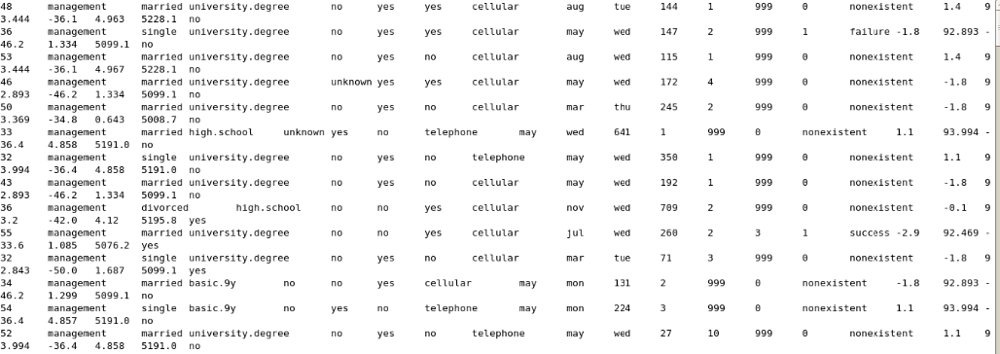 48 management married university.degree no yes yes cellular aug tue 144 1 999 0 nonexistent 1.4 9
3.444 -36.1 4.963 5228.1 no
36 management single university.degree no yes yes cellular may wed 147 2 999 1 failure -1.8 92.893 -
46.2 1.334 5099.1 no
53 management married university.degree no yes no cellular aug wed 115 1 999 0 nonexistent 1.4 9
3.444 -36.1 4.967 5228.1 no
46 management married university.degree unknown yes yes cellular may wed 172 4 999 0 nonexistent -1.8 9
2.893 -46.2 1.334 5099.1 no
50 management married university.degree no yes no cellular mar thu 245 2 999 0 nonexistent -1.8 9
3.369 -34.8 0.643 5008.7 no
33 management married high.school unknown yes no telephone may wed 641 1 999 0 nonexistent 1.1 93.994 -
36.4 4.858 5191.0 no
32 management single university.degree no yes no telephone may wed 350 1 999 0 nonexistent 1.1 9
3.994 -36.4 4.858 5191.0 no
43 management married university.degree no yes no cellular may wed 192 1 999 0 nonexistent -1.8 9
2.893 -46.2 1.334 5099.1 no
36 management divorced high.school no no yes cellular nov wed 709 2 999 0 nonexistent -0.1 9
3.2 -42.0 4.12 5195.8 yes
55 management married university.degree no no yes cellular jul wed 260 2 3 1 success -2.9 92.469 -
33.6 1.085 5076.2 yes
32 management single university.degree no yes no cellular mar tue 71 3 999 0 nonexistent -1.8 9
2.843 -50.0 1.687 5099.1 yes
34 management married basic.9y no no yes cellular may mon 131 2 999 0 nonexistent -1.8 92.893 -
46.2 1.299 5099.1 no
54 management single basic.9y no yes no telephone may mon 224 3 999 0 nonexistent 1.1 93.994 -
36.4 4.857 5191.0 no
52 management married university.degree no yes no telephone may wed 27 10 999 0 nonexistent 1.1 9
3.994 -36.4 4.858 5191.0 no